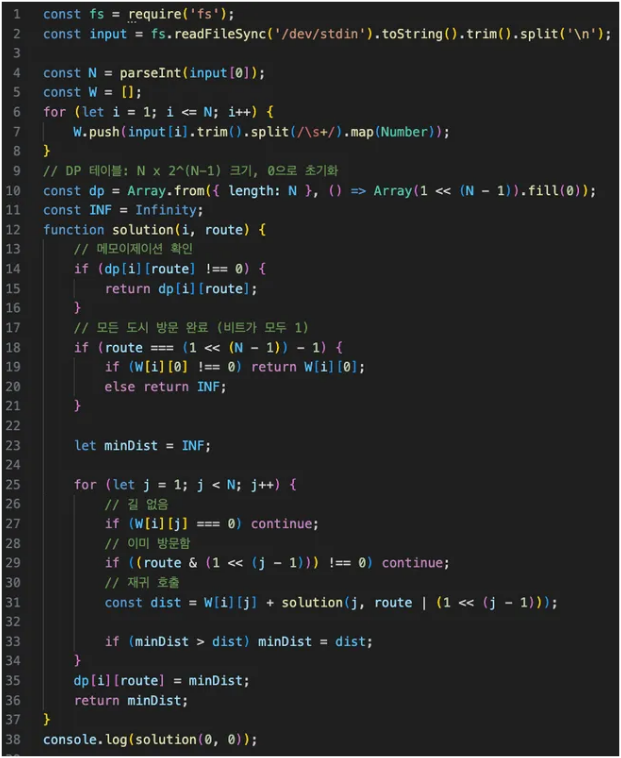 1 const fs = require('fs');
2 const input = fs.readFileSync('/dev/stdin').toString().trim().split('\n');
3
4 const N = parseInt(input[0]);
5 const W = [];
6 for (let i = 1; i <= N; i++) {
7     W.push(input[i].trim().split(/\s+/).map(Number));
8 }
9 // DP 테이블: N x 2^(N-1) 크기, 0으로 초기화
10 const dp = Array.from({ length: N }, () => Array(1 << (N - 1)).fill(0));
11 const INF = Infinity;
12 function solution(i, route) {
13     // 메모이제이션 확인
14     if (dp[i][route] !== 0) {
15         return dp[i][route];
16     }
17     // 모든 도시 방문 완료 (비트가 모두 1)
18     if (route === (1 << (N - 1)) - 1) {
19         if (W[i][0] !== 0) return W[i][0];
20         else return INF;
21     }
22
23     let minDist = INF;
24
25     for (let j = 1; j < N; j++) {
26         // 길 없음
27         if (W[i][j] === 0) continue;
28         // 이미 방문함
29         if ((route & (1 << (j - 1))) !== 0) continue;
30         // 재귀 호출
31         const dist = W[i][j] + solution(j, route | (1 << (j - 1)));
32
33         if (minDist > dist) minDist = dist;
34     }
35     dp[i][route] = minDist;
36     return minDist;
37 }
38 console.log(solution(0, 0));